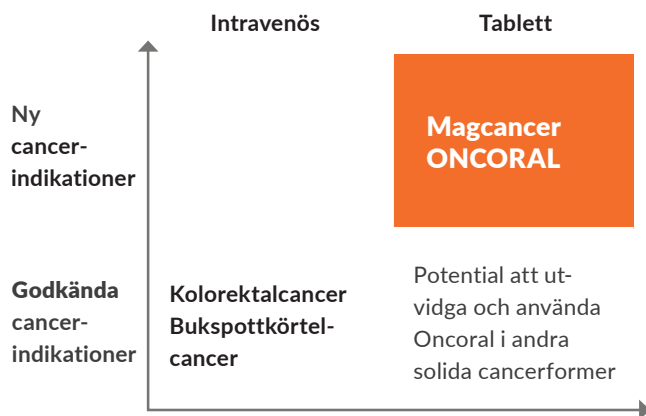 Intravenös
Tablett
Ny
cancer-
indikationer
Magcancer
ONCORAL
Godkända
cancer-
indikationer
Kolorektalcancer
Bukspottkörtel-
cancer
Potential att ut-
vidga och använda
Oncoral i andra
solida cancerformer